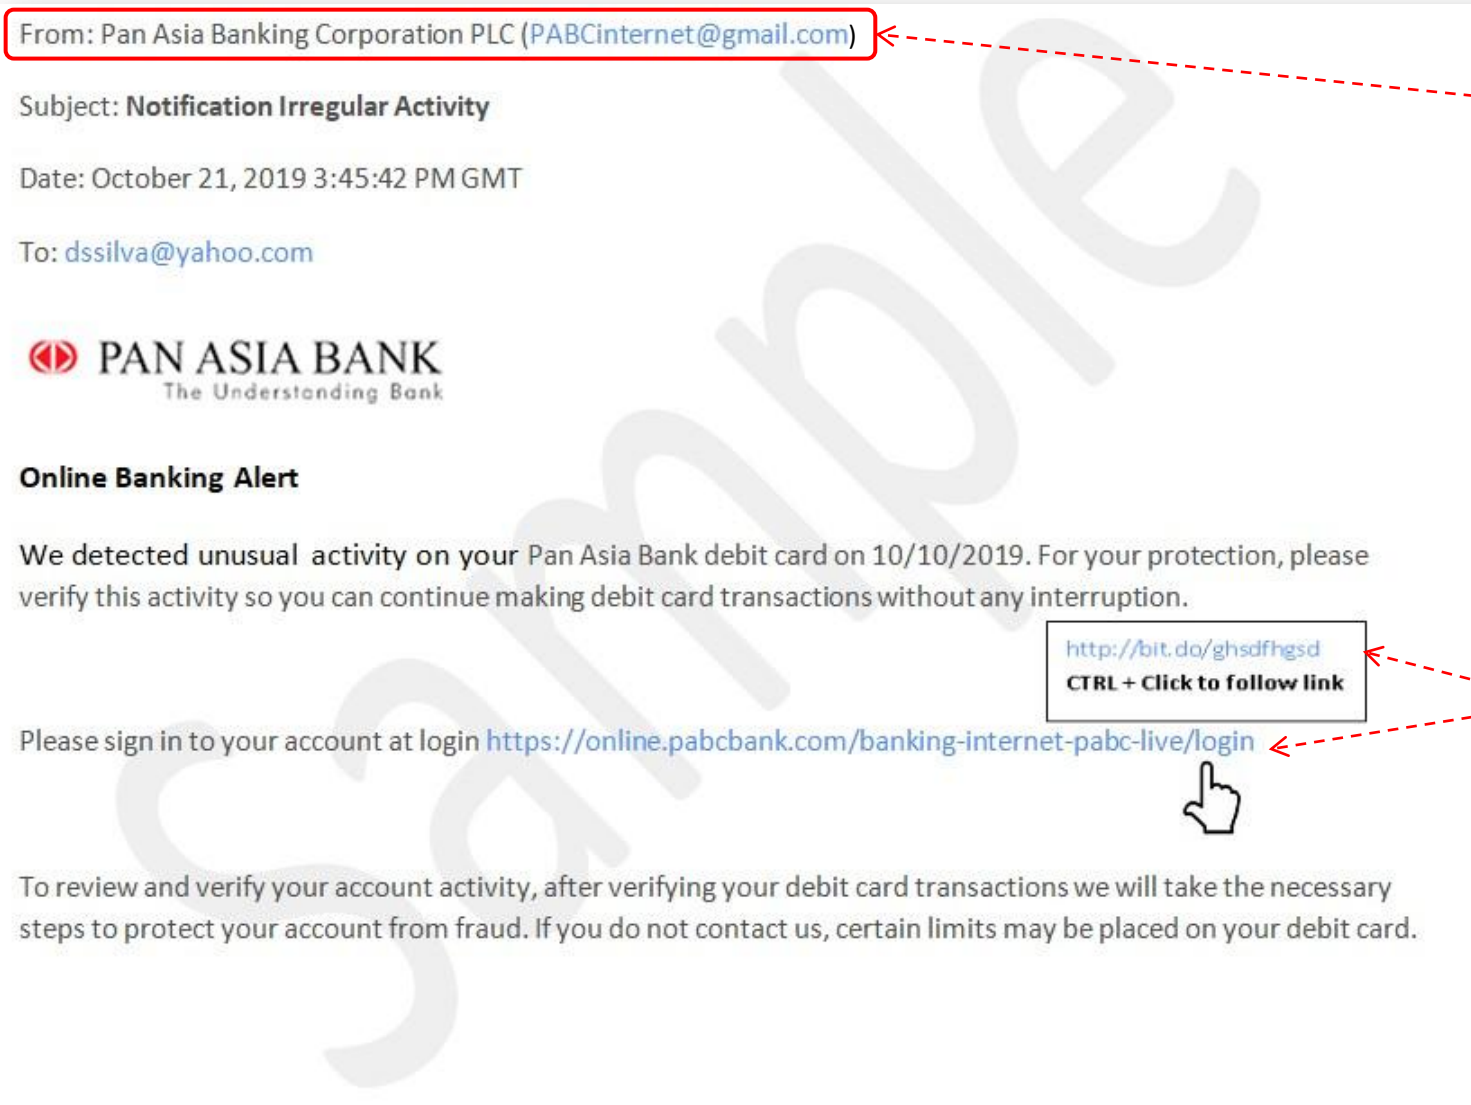 From: Pan Asia Banking Corporation PLC (PABCinternet@gmail.com)
Subject: Notification Irregular Activity
Date: October 21, 2019 3:45:42 PM GMT
To: dssilva@yahoo.com
PAN ASIA BANK
The Understanding Bank
Online Banking Alert
We detected unusual activity on your Pan Asia Bank debit card on 10/10/2019. For your protection, please
verify this activity so you can continue making debit card transactions without any interruption.
http://bit.do/ghsdfhgsd
CTRL + Click to follow link
Please sign in to your account at login https://online.pabcbank.com/banking-internet-pabc-live/login
To review and verify your account activity, after verifying your debit card transactions we will take the necessary
steps to protect your account from fraud. If you do not contact us, certain limits may be placed on your debit card.
Sample